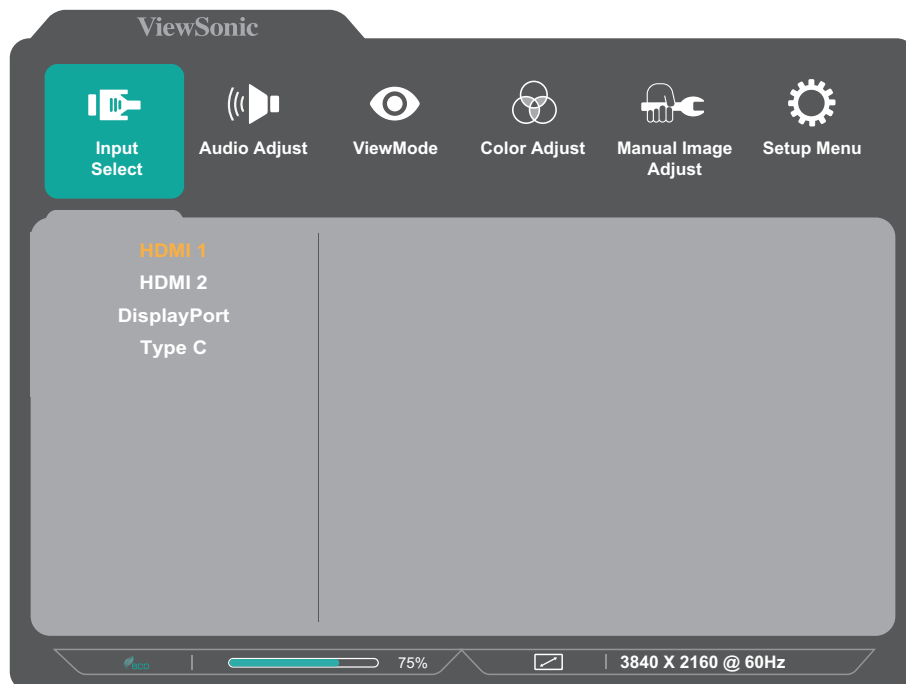 ViewSonic
Input
Select
Audio Adjust
ViewMode
Color Adjust
Manual Image
Adjust
Setup Menu
HDMI 1
HDMI 2
DisplayPort
Type C
ECO
75%
3840 X 2160 @ 60Hz